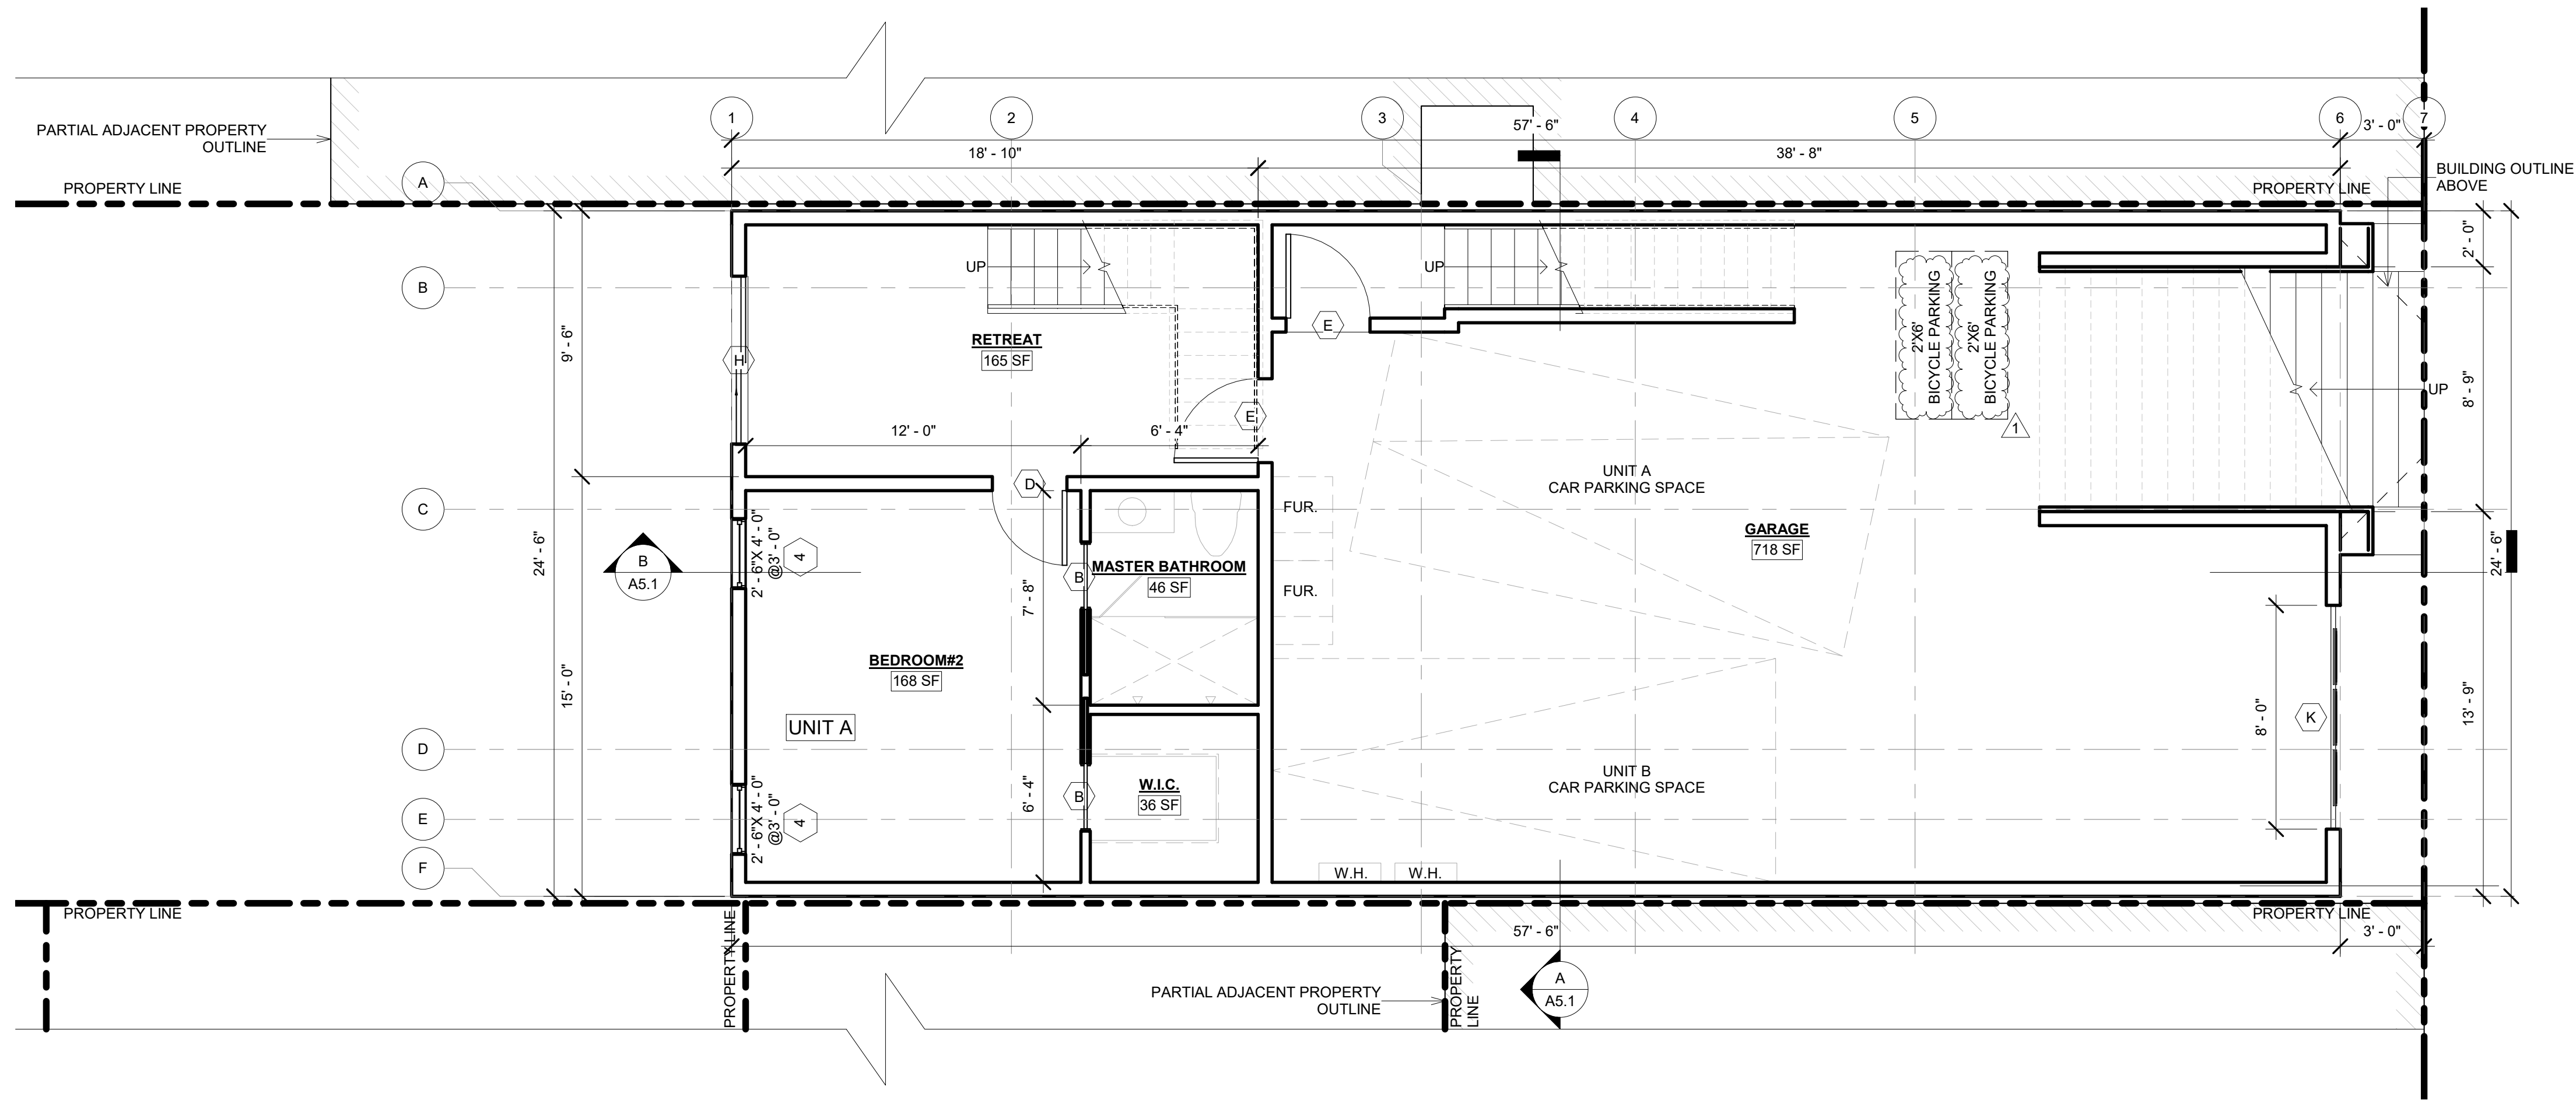 1
2
3
4
5
6
7
57' - 6"
3' - 0"
18' - 10"
38' - 8"
PARTIAL ADJACENT PROPERTY
OUTLINE
BUILDING OUTLINE
ABOVE
PROPERTY LINE
PROPERTY LINE
A
B
C
D
E
F
UP
UP
UP
RETREAT
165 SF
H
E
E
D
12' - 0"
6' - 4"
9' - 6"
24' - 6"
15' - 0"
2'X6'
BICYCLE PARKING
2'X6'
BICYCLE PARKING
1
2' - 0"
8' - 9"
24' - 6"
13' - 9"
UNIT A
CAR PARKING SPACE
GARAGE
718 SF
FUR.
FUR.
B
A5.1
2' - 6"X 4' - 0"
@3' - 0"
4
MASTER BATHROOM
46 SF
B
7' - 8"
BEDROOM#2
168 SF
UNIT A
8' - 0"
K
UNIT B
CAR PARKING SPACE
2' - 6"X 4' - 0"
@3' - 0"
4
6' - 4"
B
W.I.C.
36 SF
W.H.
W.H.
PROPERTY LINE
PROPERTY LINE
PROPERTY LINE
57' - 6"
3' - 0"
PARTIAL ADJACENT PROPERTY
OUTLINE
PROPERTY
LINE
A
A5.1